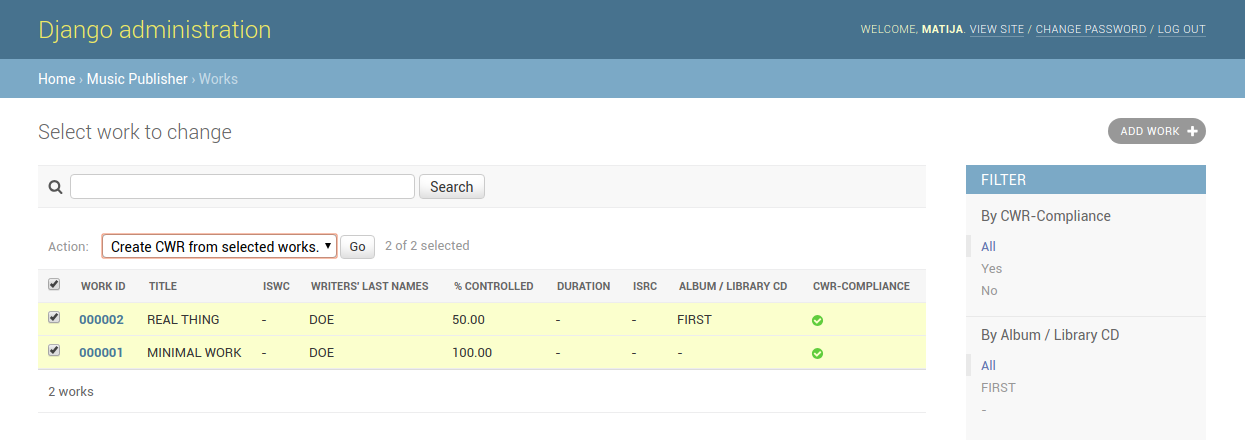 Django administration
WELCOME, MATIJA. VIEW SITE / CHANGE PASSWORD / LOG OUT
Home › Music Publisher › Works
Select work to change
ADD WORK +
Search
Action: Create CWR from selected works. Go 2 of 2 selected
WORK ID TITLE ISWC WRITERS' LAST NAMES % CONTROLLED DURATION ISRC ALBUM / LIBRARY CD CWR-COMPLIANCE
000002 REAL THING - DOE 50.00 - - FIRST
000001 MINIMAL WORK - DOE 100.00 - - -
2 works
FILTER
By CWR-Compliance
All
Yes
No
By Album / Library CD
All
FIRST
-